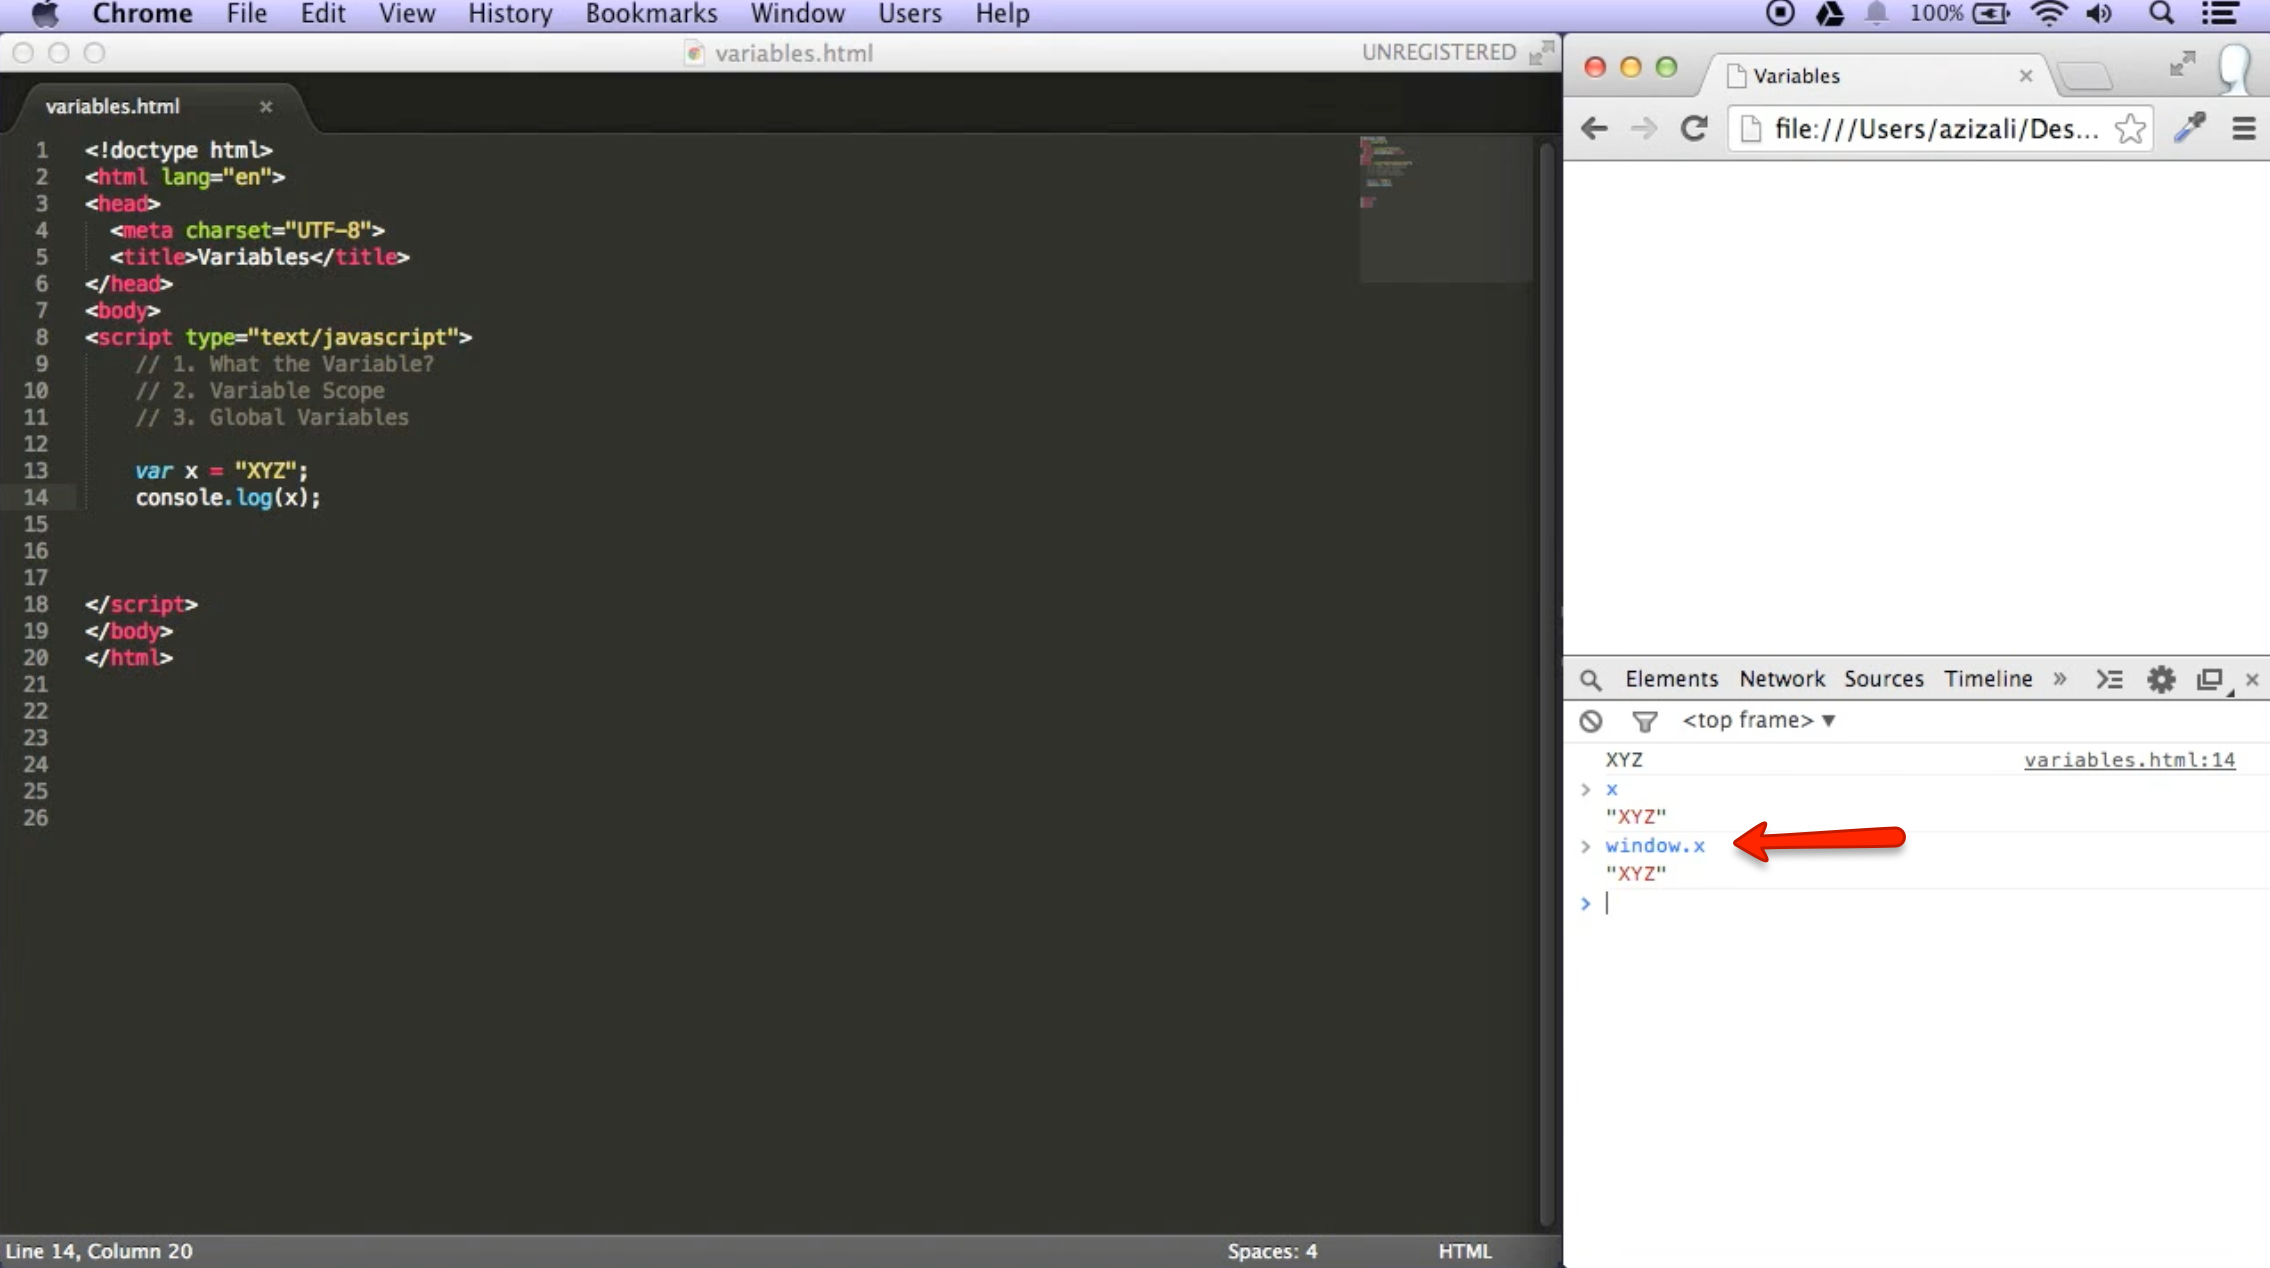 Chrome File Edit View History Bookmarks Window Users Help 100%
variables.html UNREGISTERED
variables.html ×
1 <!doctype html>
2 <html lang="en">
3 <head>
4 <meta charset="UTF-8">
5 <title>Variables</title>
6 </head>
7 <body>
8 <script type="text/javascript">
9 // 1. What the Variable?
10 // 2. Variable Scope
11 // 3. Global Variables
12
13 var x = "XYZ";
14 console.log(x);
15
16
17
18 </script>
19 </body>
20 </html>
21
22
23
24
25
26
Line 14, Column 20 Spaces: 4 HTML
Variables ×
file:///Users/azizali/Des...
Elements Network Sources Timeline » ×
<top frame> ▼
XYZ variables.html:14
> x
"XYZ"
> window.x
"XYZ"
>